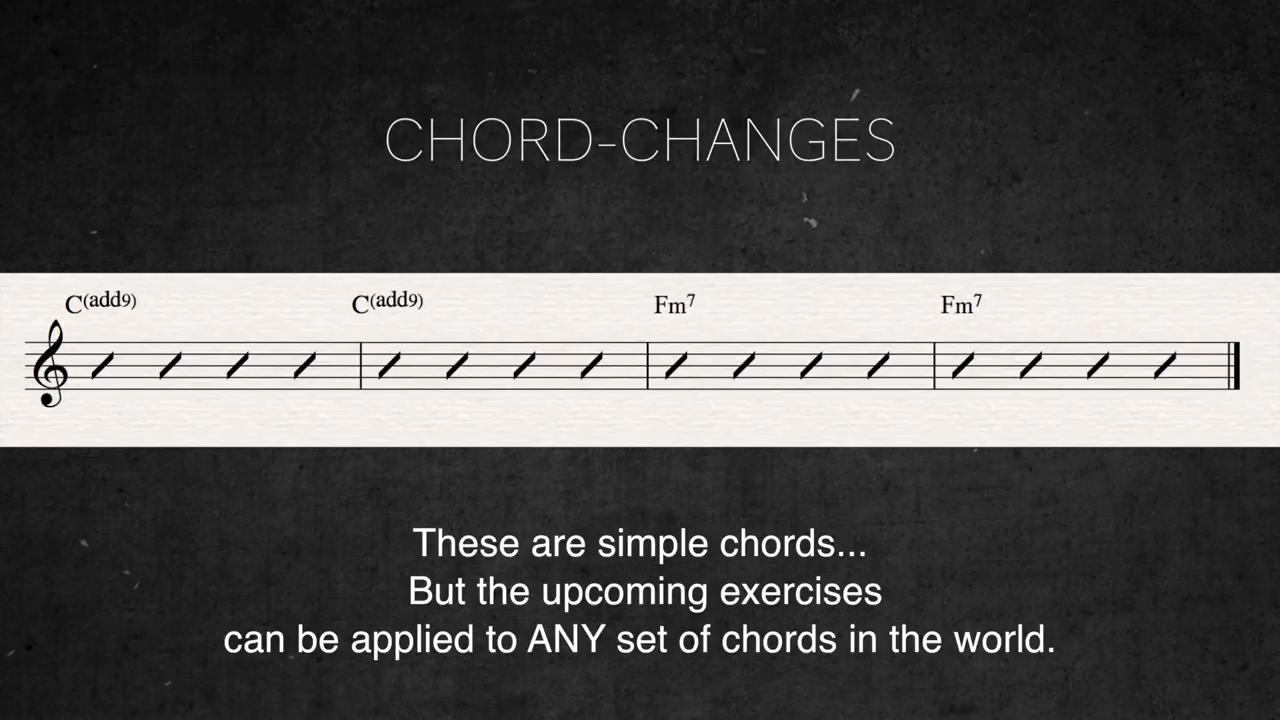 CHORD-CHANGES
C(add9) C(add9) Fm7 Fm7
These are simple chords...
But the upcoming exercises
can be applied to ANY set of chords in the world.